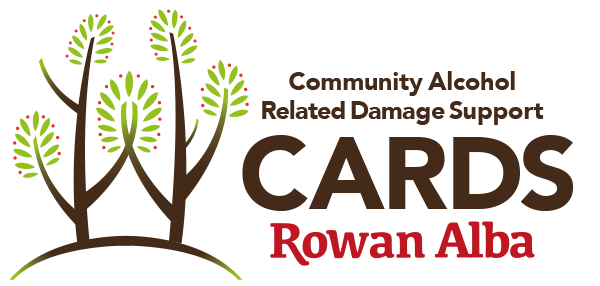 Community Alcohol
Related Damage Support
CARDS
Rowan Alba